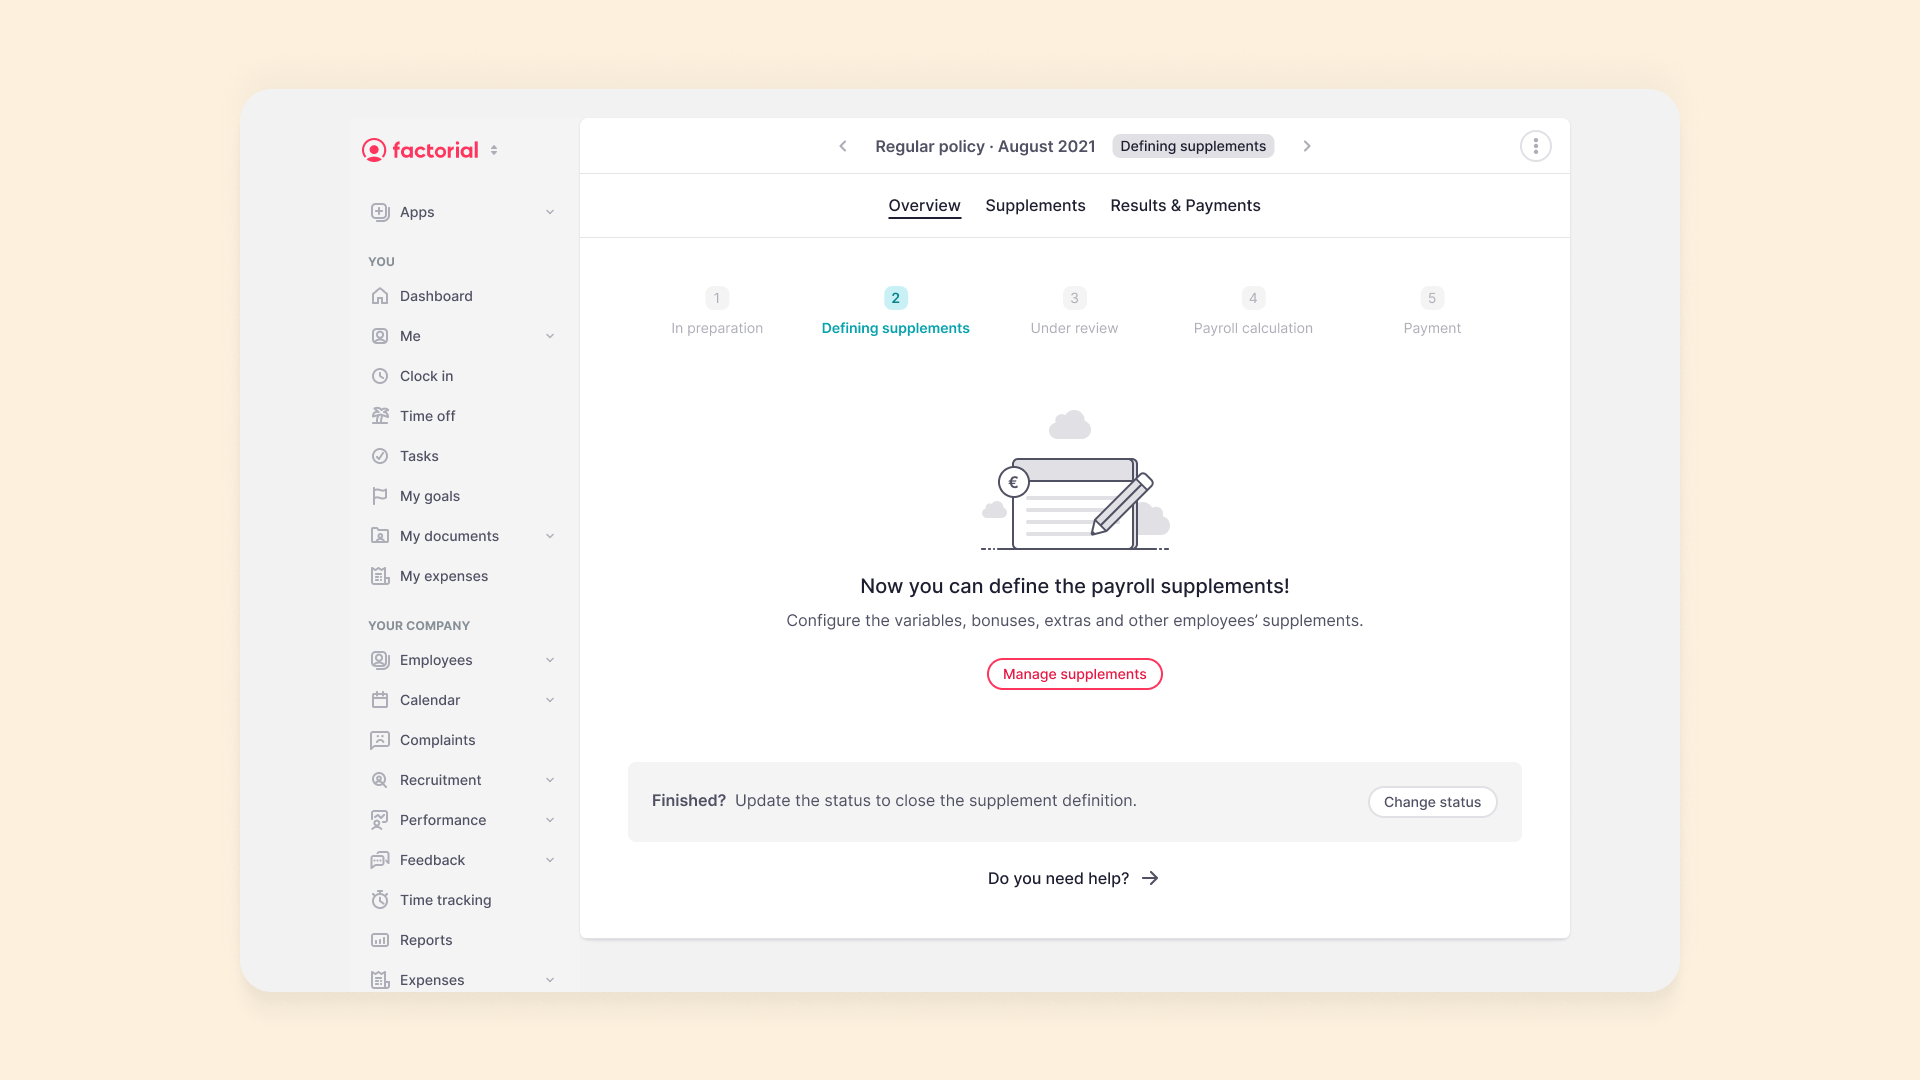 factorial
Apps
YOU
Dashboard
Me
Clock in
Time off
Tasks
My goals
My documents
My expenses
YOUR COMPANY
Employees
Calendar
Complaints
Recruitment
Performance
Feedback
Time tracking
Reports
Expenses
Regular policy · August 2021 Defining supplements
Overview Supplements Results & Payments
1 2 3 4 5
In preparation Defining supplements Under review Payroll calculation Payment
€
Now you can define the payroll supplements!
Configure the variables, bonuses, extras and other employees’ supplements.
Manage supplements
Finished? Update the status to close the supplement definition. Change status
Do you need help?